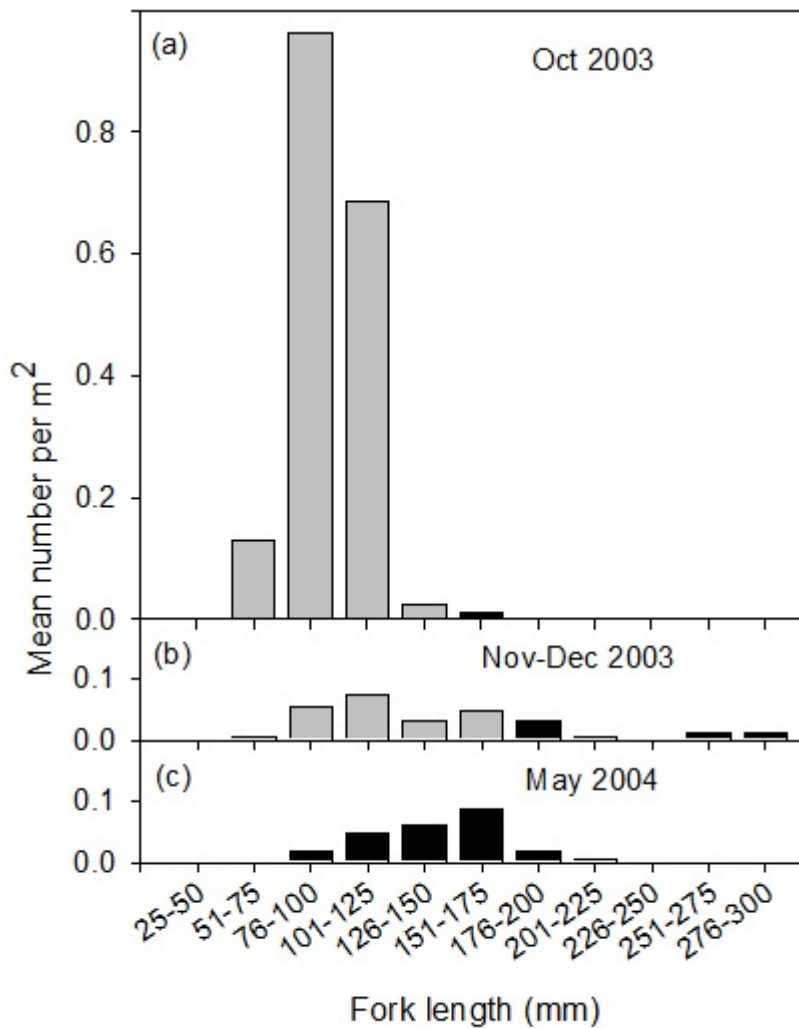 (a)
Oct 2003
0.8
0.6
0.4
0.2
0.0
Mean number per m²
(b)
Nov-Dec 2003
0.1
0.0
(c)
May 2004
0.1
0.0
25-50
51-75
76-100
101-125
126-150
151-175
176-200
201-225
226-250
251-275
276-300
Fork length (mm)